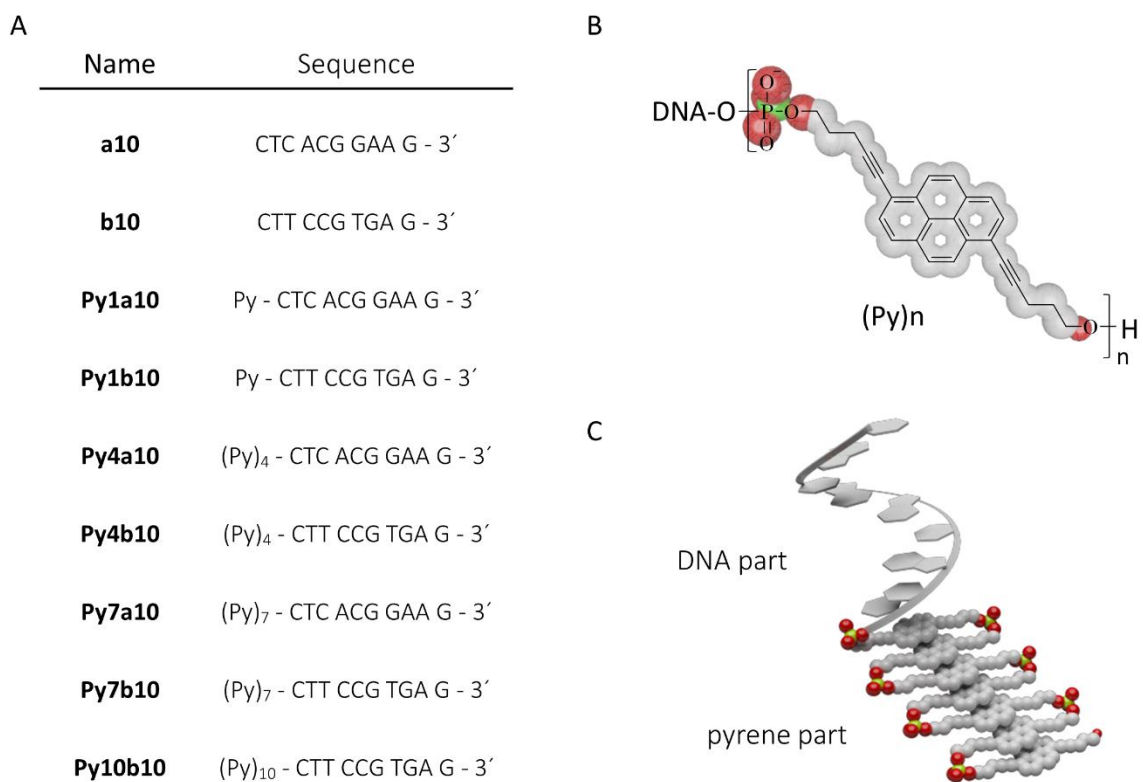 A
Name Sequence
a10 CTC ACG GAA G - 3´
b10 CTT CCG TGA G - 3´
Py1a10 Py - CTC ACG GAA G - 3´
Py1b10 Py - CTT CCG TGA G - 3´
Py4a10 (Py)₄ - CTC ACG GAA G - 3´
Py4b10 (Py)₄ - CTT CCG TGA G - 3´
Py7a10 (Py)₇ - CTC ACG GAA G - 3´
Py7b10 (Py)₇ - CTT CCG TGA G - 3´
Py10b10 (Py)₁₀ - CTT CCG TGA G - 3´
B
O⁻
DNA-O P O
O
O H
n
(Py)n
C
DNA part
pyrene part